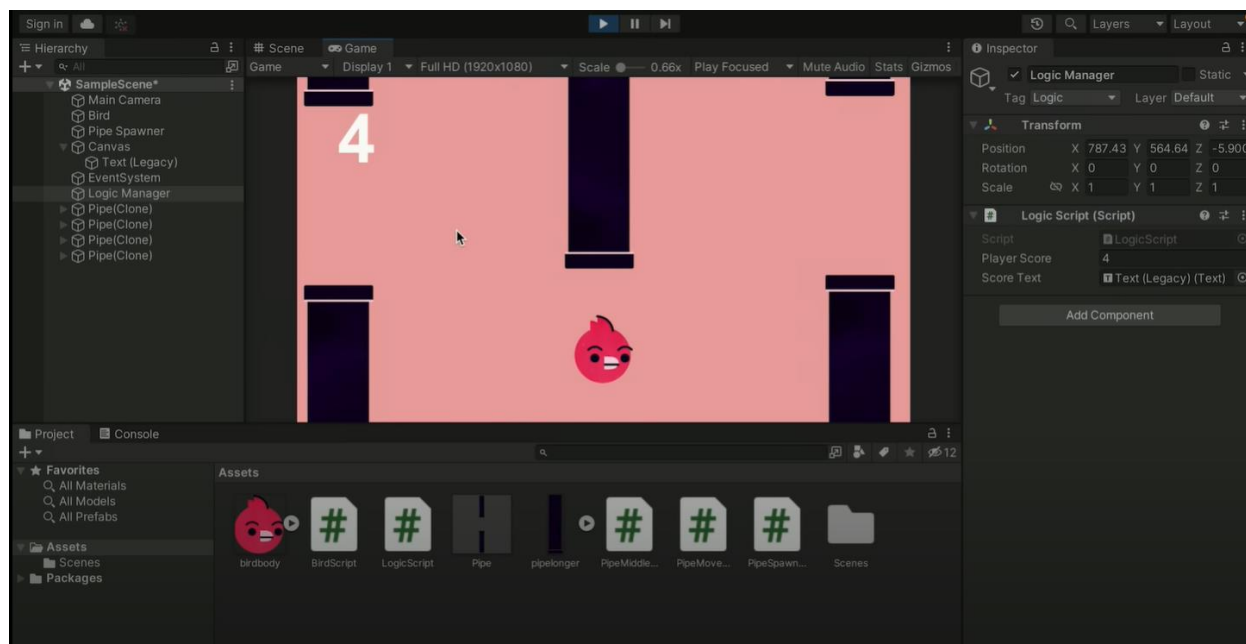 Sign in
Layers
Layout
Hierarchy
All
SampleScene*
Main Camera
Bird
Pipe Spawner
Canvas
Text (Legacy)
EventSystem
Logic Manager
Pipe(Clone)
Pipe(Clone)
Pipe(Clone)
Pipe(Clone)
# Scene
Game
Game
Display 1
Full HD (1920x1080)
Scale
0.66x
Play Focused
Mute Audio
Stats
Gizmos
4
Inspector
Logic Manager
Static
Tag Logic
Layer Default
Transform
Position X 787.43 Y 564.64 Z -5.900
Rotation X 0 Y 0 Z 0
Scale X 1 Y 1 Z 1
# Logic Script (Script)
Script LogicScript
Player Score 4
Score Text Text (Legacy) (Text)
Add Component
Project
Console
12
Favorites
All Materials
All Models
All Prefabs
Assets
Scenes
Packages
Assets
birdbody
# BirdScript
# LogicScript
Pipe
pipelonger
# PipeMiddle...
# PipeMove...
# PipeSpawn...
Scenes